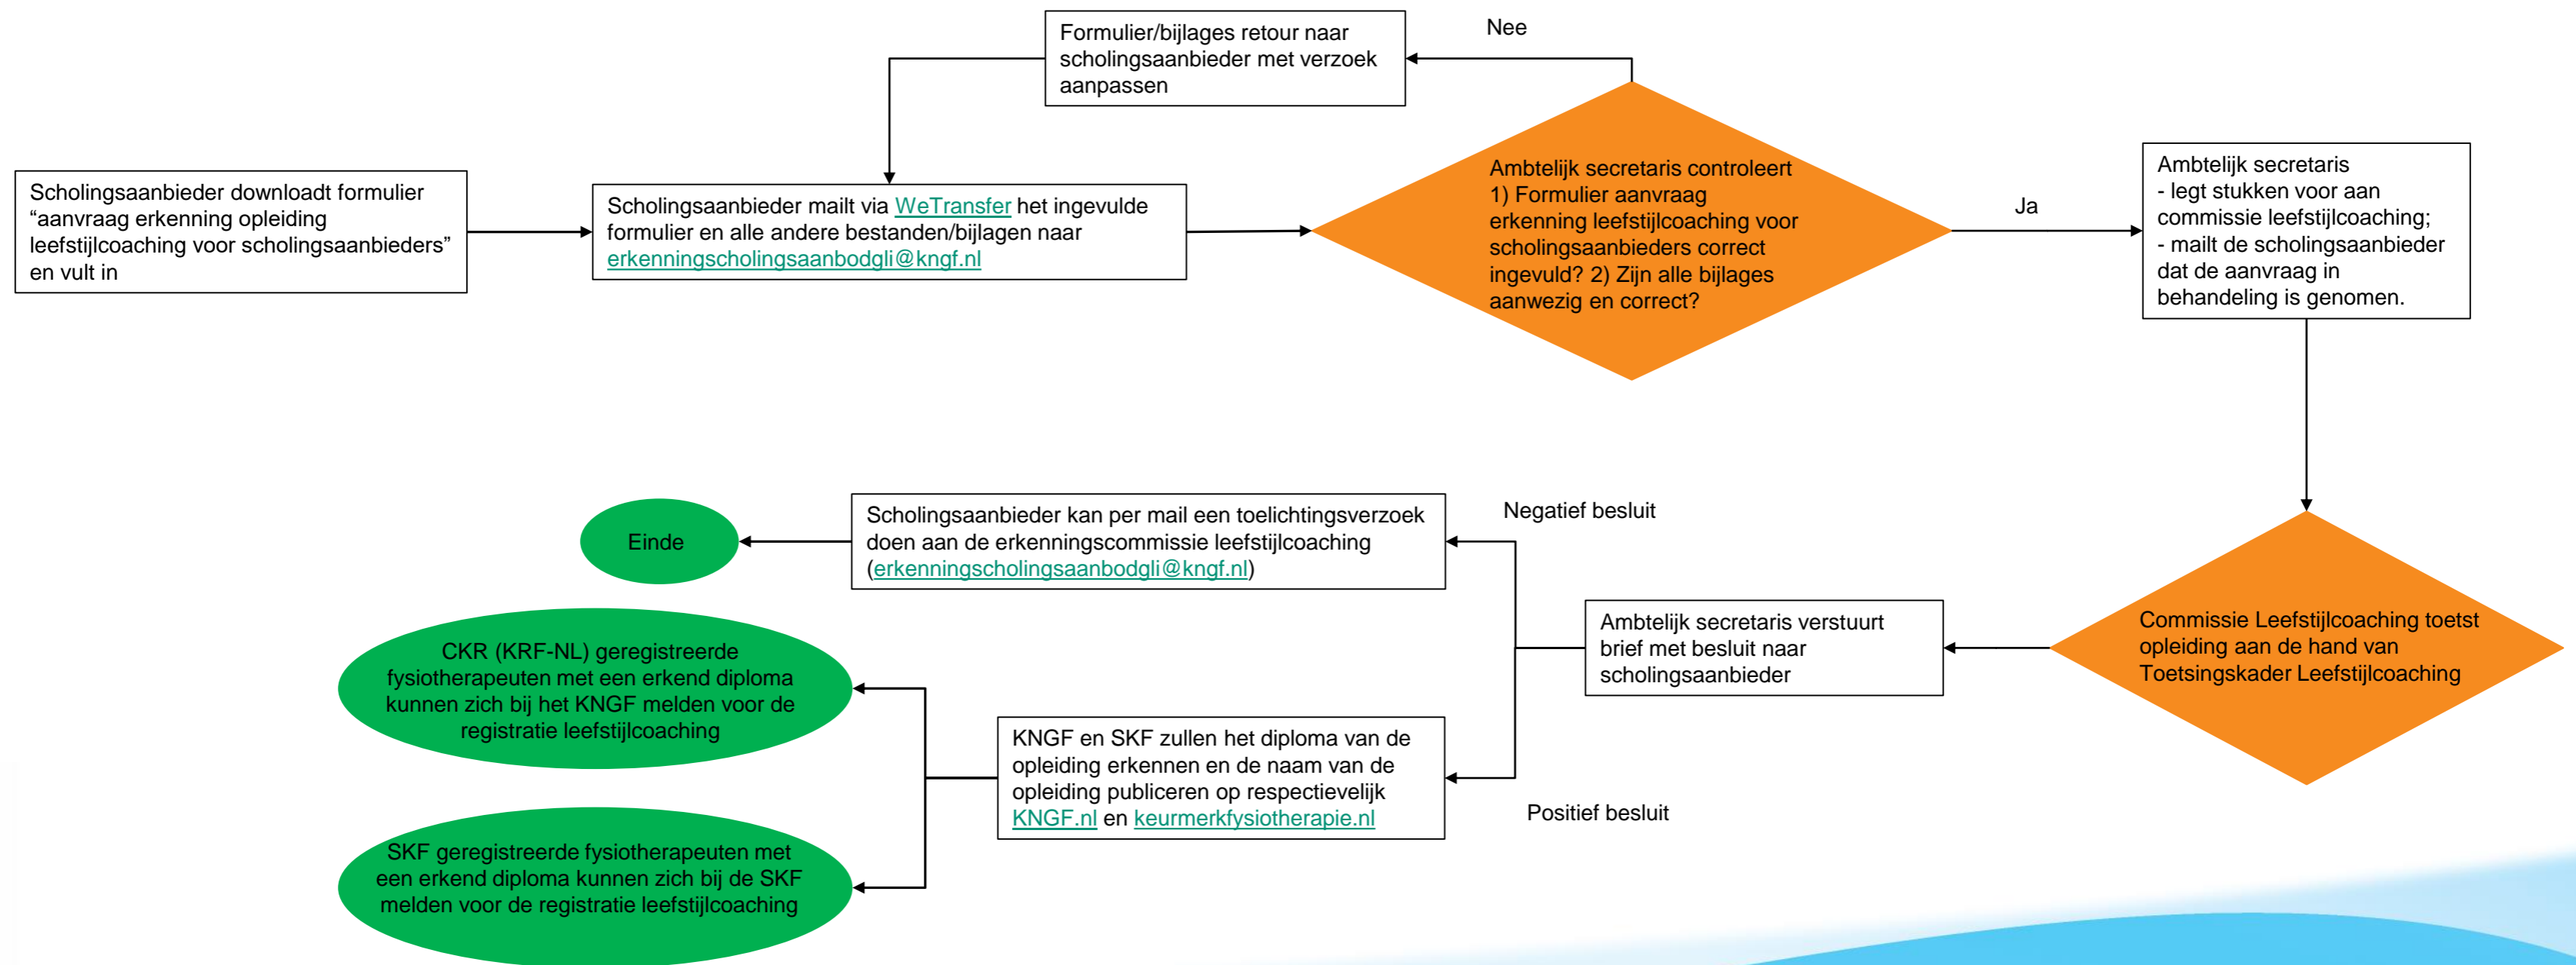 Scholingsaanbieder downloadt formulier
“aanvraag erkenning opleiding
leefstijlcoaching voor scholingsaanbieders”
en vult in
Scholingsaanbieder mailt via WeTransfer het ingevulde
formulier en alle andere bestanden/bijlagen naar
erkenningscholingsaanbodgli@kngf.nl
Formulier/bijlages retour naar
scholingsaanbieder met verzoek
aanpassen
Nee
Ambtelijk secretaris controleert
1) Formulier aanvraag
erkenning leefstijlcoaching voor
scholingsaanbieders correct
ingevuld? 2) Zijn alle bijlages
aanwezig en correct?
Ja
Ambtelijk secretaris
- legt stukken voor aan
commissie leefstijlcoaching;
- mailt de scholingsaanbieder
dat de aanvraag in
behandeling is genomen.
Commissie Leefstijlcoaching toetst
opleiding aan de hand van
Toetsingskader Leefstijlcoaching
Ambtelijk secretaris verstuurt
brief met besluit naar
scholingsaanbieder
Negatief besluit
Scholingsaanbieder kan per mail een toelichtingsverzoek
doen aan de erkenningscommissie leefstijlcoaching
(erkenningscholingsaanbodgli@kngf.nl)
Einde
Positief besluit
KNGF en SKF zullen het diploma van de
opleiding erkennen en de naam van de
opleiding publiceren op respectievelijk
KNGF.nl en keurmerkfysiotherapie.nl
CKR (KRF-NL) geregistreerde
fysiotherapeuten met een erkend diploma
kunnen zich bij het KNGF melden voor de
registratie leefstijlcoaching
SKF geregistreerde fysiotherapeuten met
een erkend diploma kunnen zich bij de SKF
melden voor de registratie leefstijlcoaching